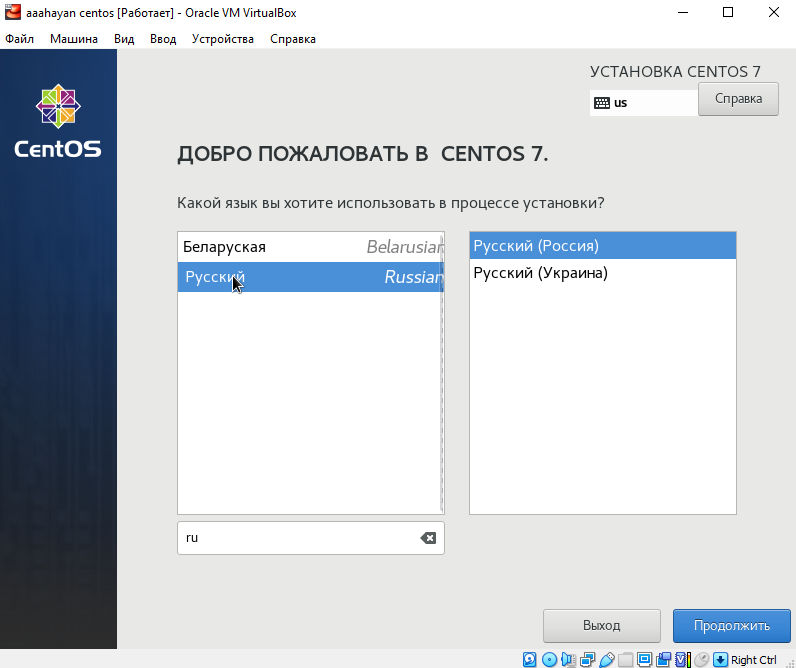 aaahayan centos [Работает] - Oracle VM VirtualBox
Файл Машина Вид Ввод Устройства Справка
УСТАНОВКА CENTOS 7
us Справка
CentOS
ДОБРО ПОЖАЛОВАТЬ В CENTOS 7.
Какой язык вы хотите использовать в процессе установки?
Беларуская Belarusian
Русский Russian
Русский (Россия)
Русский (Украина)
ru
Выход Продолжить
Right Ctrl